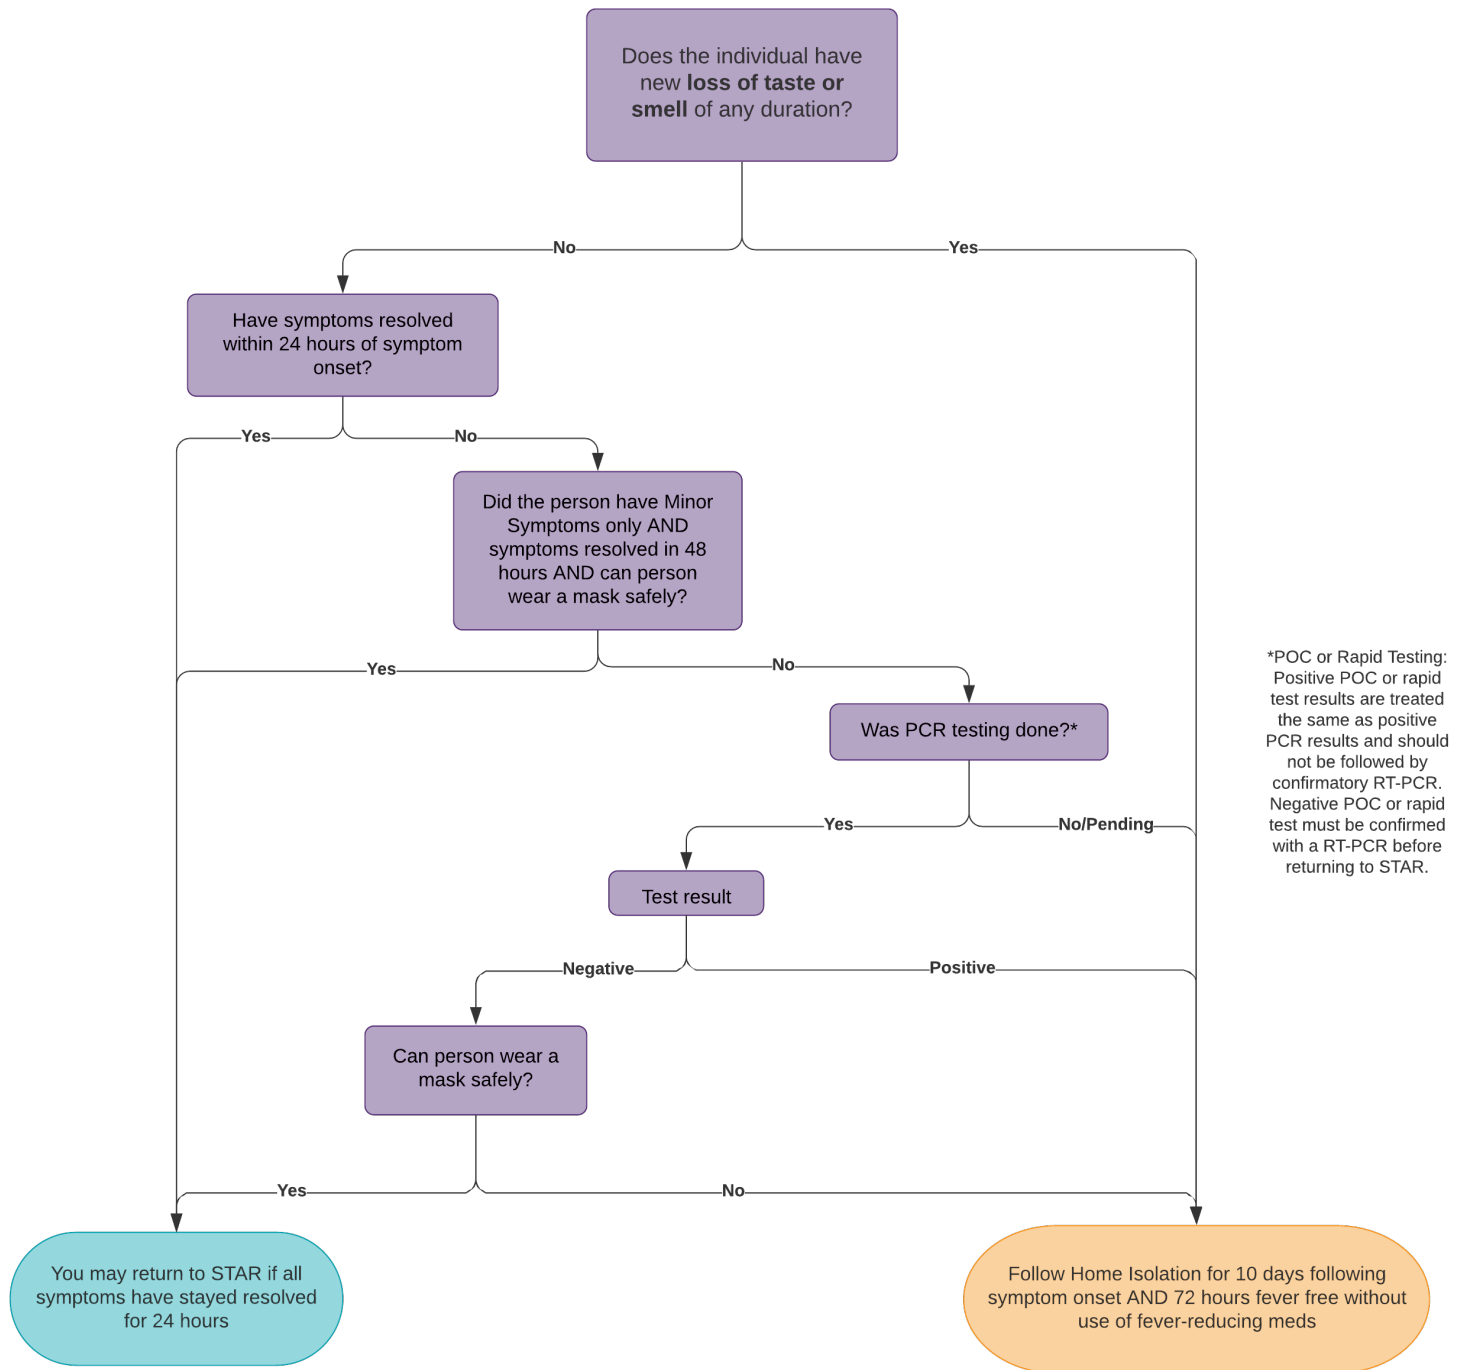 Does the individual have
new loss of taste or
smell of any duration?
No
Yes
Have symptoms resolved
within 24 hours of symptom
onset?
Yes
No
Did the person have Minor
Symptoms only AND
symptoms resolved in 48
hours AND can person
wear a mask safely?
Yes
No
*POC or Rapid Testing:
Positive POC or rapid
test results are treated
the same as positive
PCR results and should
not be followed by
confirmatory RT-PCR.
Negative POC or rapid
test must be confirmed
with a RT-PCR before
returning to STAR.
Was PCR testing done?*
Yes
No/Pending
Test result
Negative
Positive
Can person wear a
mask safely?
Yes
No
You may return to STAR if all
symptoms have stayed resolved
for 24 hours
Follow Home Isolation for 10 days following
symptom onset AND 72 hours fever free without
use of fever-reducing meds